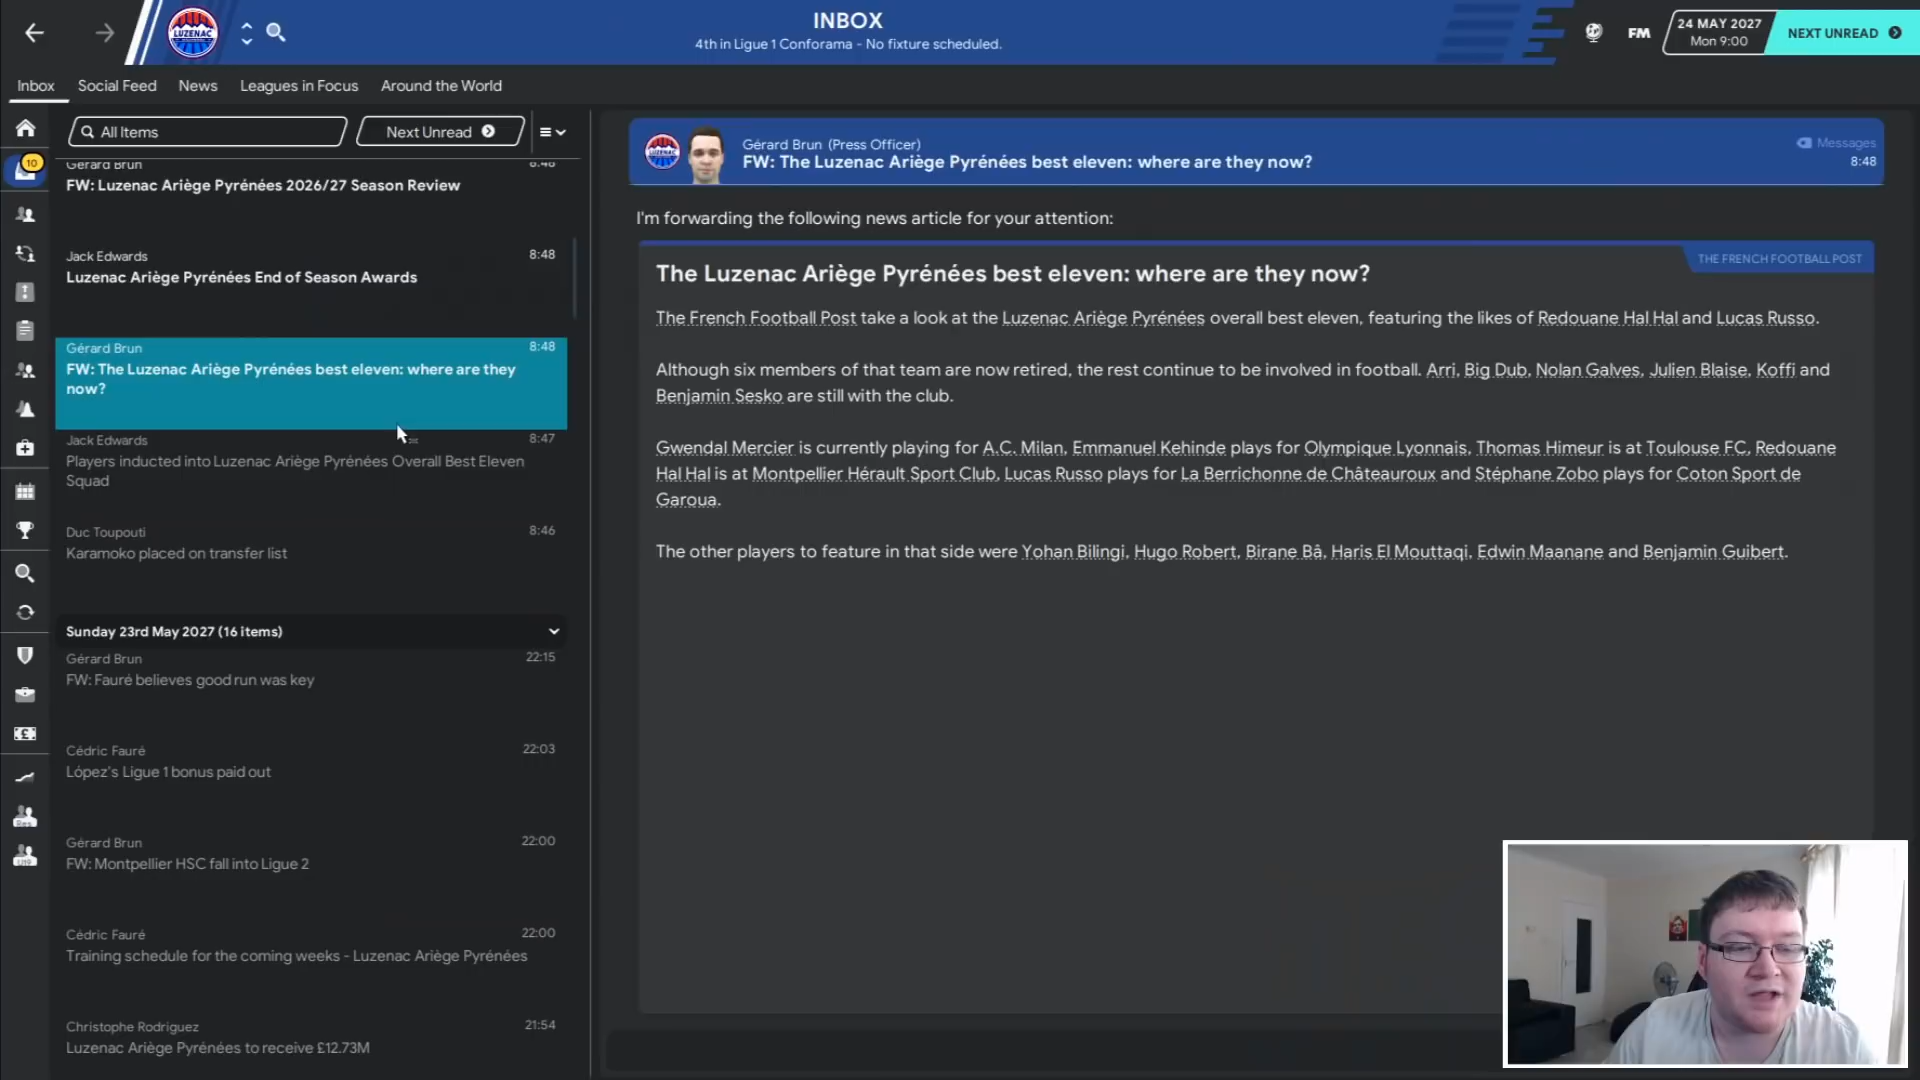 INBOX
4th in Ligue 1 Conforama - No fixture scheduled.
FM
24 MAY 2027
Mon 9:00
NEXT UNREAD
LUZENAC
Inbox
Social Feed
News
Leagues in Focus
Around the World
10
All Items
Next Unread
Gérard Brun
8:48
FW: Luzenac Ariège Pyrénées 2026/27 Season Review
Jack Edwards
8:48
Luzenac Ariège Pyrénées End of Season Awards
Gérard Brun
8:48
FW: The Luzenac Ariège Pyrénées best eleven: where are they
now?
Jack Edwards
8:47
Players inducted into Luzenac Ariège Pyrénées Overall Best Eleven
Squad
Duc Toupouti
8:46
Karamoko placed on transfer list
Sunday 23rd May 2027 (16 items)
Gérard Brun
22:15
FW: Fauré believes good run was key
Cédric Fauré
22:03
López's Ligue 1 bonus paid out
Gérard Brun
22:00
FW: Montpellier HSC fall into Ligue 2
Cédric Fauré
22:00
Training schedule for the coming weeks - Luzenac Ariège Pyrénées
Christophe Rodriguez
21:54
Luzenac Ariège Pyrénées to receive £12.73M
Gérard Brun (Press Officer)
FW: The Luzenac Ariège Pyrénées best eleven: where are they now?
Messages
8:48
I'm forwarding the following news article for your attention:
THE FRENCH FOOTBALL POST
The Luzenac Ariège Pyrénées best eleven: where are they now?
The French Football Post take a look at the Luzenac Ariège Pyrénées overall best eleven, featuring the likes of Redouane Hal Hal and Lucas Russo.
Although six members of that team are now retired, the rest continue to be involved in football. Arri, Big Dub, Nolan Galves, Julien Blaise, Koffi and
Benjamin Sesko are still with the club.
Gwendal Mercier is currently playing for A.C. Milan, Emmanuel Kehinde plays for Olympique Lyonnais, Thomas Himeur is at Toulouse FC, Redouane
Hal Hal is at Montpellier Hérault Sport Club, Lucas Russo plays for La Berrichonne de Châteauroux and Stéphane Zobo plays for Coton Sport de
Garoua.
The other players to feature in that side were Yohan Bilingi, Hugo Robert, Birane Bâ, Haris El Mouttaqi, Edwin Maanane and Benjamin Guibert.